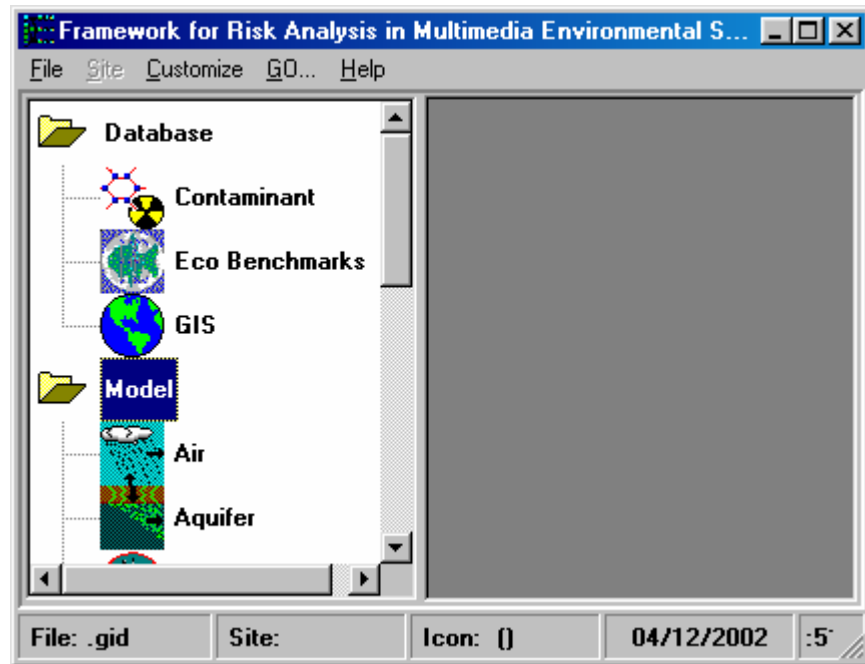 Framework for Risk Analysis in Multimedia Environmental S...
File Site Customize GO... Help
Database
Contaminant
Eco Benchmarks
GIS
Model
Air
Aquifer
File: .gid Site: Icon: () 04/12/2002